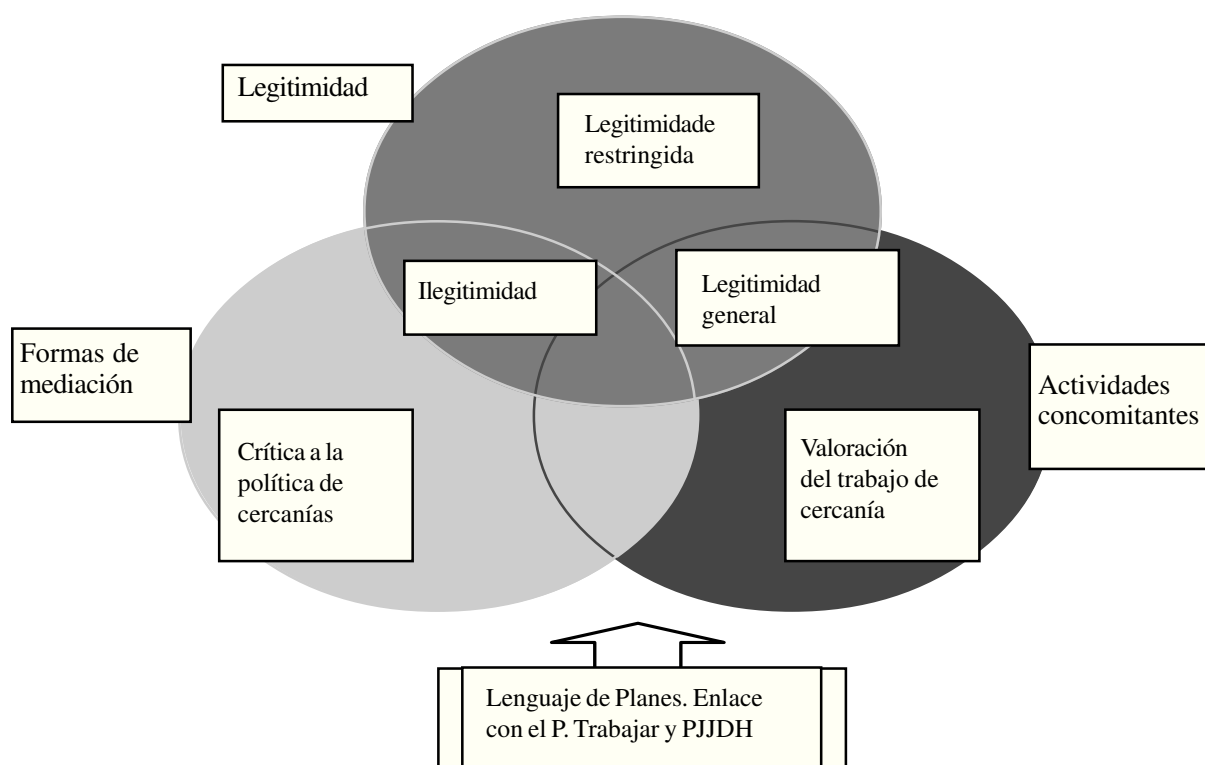 Legitimidad
Legitimidade
restringida
Ilegitimidad
Legitimidad
general
Formas de
mediación
Actividades
concomitantes
Crítica a la
política de
cercanías
Valoración
del trabajo de
cercanía
Lenguaje de Planes. Enlace
con el P. Trabajar y PJJDH